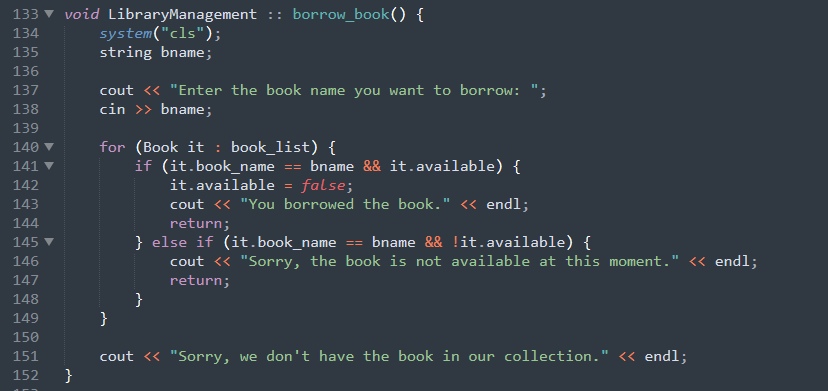 133 void LibraryManagement :: borrow_book() {
134     system("cls");
135     string bname;
136
137     cout << "Enter the book name you want to borrow: ";
138     cin >> bname;
139
140     for (Book it : book_list) {
141         if (it.book_name == bname && it.available) {
142             it.available = false;
143             cout << "You borrowed the book." << endl;
144             return;
145         } else if (it.book_name == bname && !it.available) {
146             cout << "Sorry, the book is not available at this moment." << endl;
147             return;
148         }
149     }
150
151     cout << "Sorry, we don't have the book in our collection." << endl;
152 }